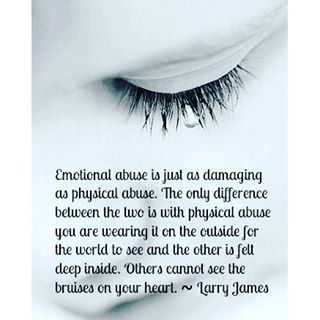 Emotional abuse is just as damaging
as physical abuse. The only difference
between the two is with physical abuse
you are wearing it on the outside for
the world to see and the other is felt
deep inside. Others cannot see the
bruises on your heart. ~ Larry James